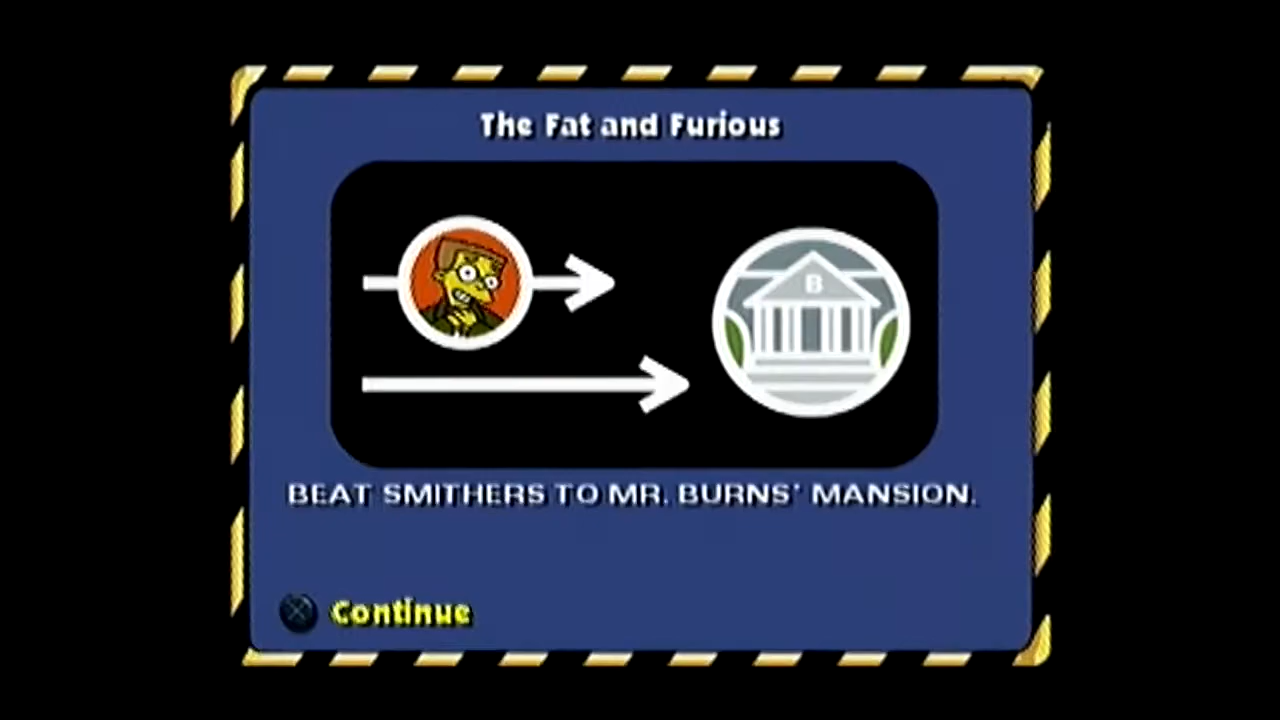 The Fat and Furious
B
BEAT SMITHERS TO MR. BURNS' MANSION.
Continue